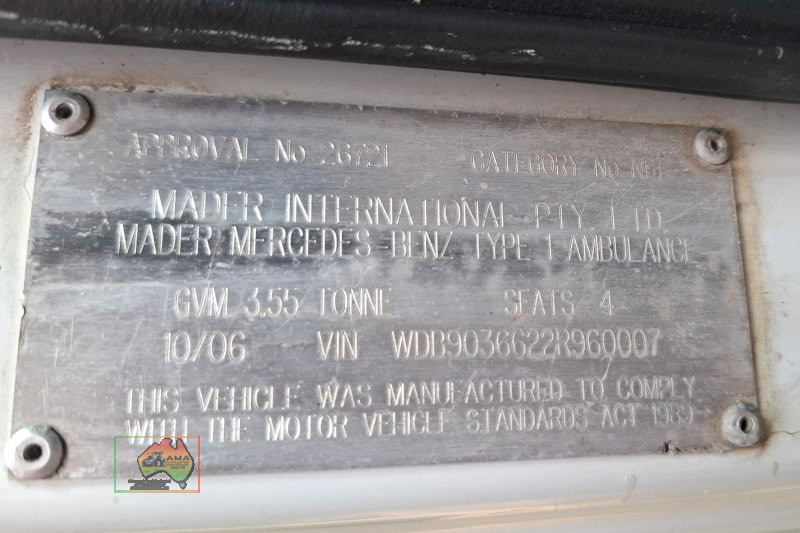 APPROVAL No 26721 CATEGORY No NB1
MADER INTERNATIONAL PTY. LTD.
MADER MERCEDES BENZ TYPE 1 AMBULANCE
GVM 3.55 TONNE SEATS 4
10/06 VIN WDB9036622R960007
THIS VEHICLE WAS MANUFACTURED TO COMPLY
WITH THE MOTOR VEHICLE STANDARDS ACT 1989
AMA